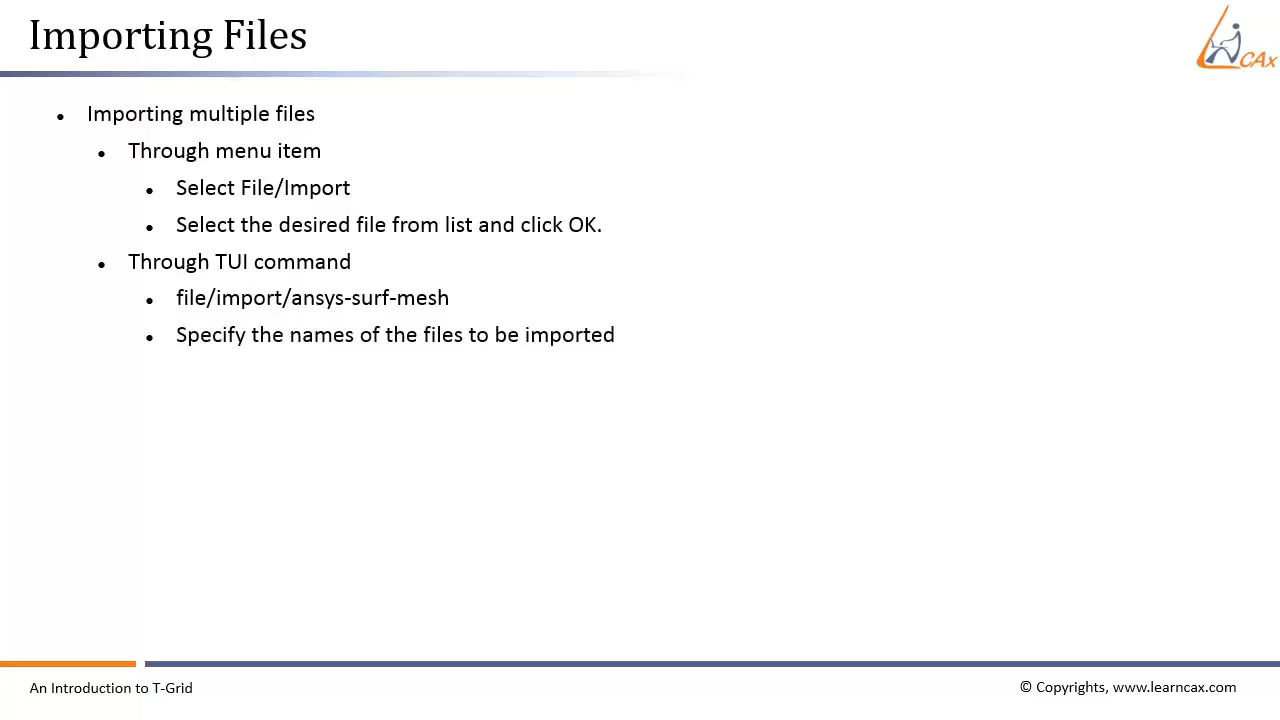 Importing Files
CAx
• Importing multiple files
• Through menu item
• Select File/Import
• Select the desired file from list and click OK.
• Through TUI command
• file/import/ansys-surf-mesh
• Specify the names of the files to be imported
An Introduction to T-Grid
© Copyrights, www.learncax.com